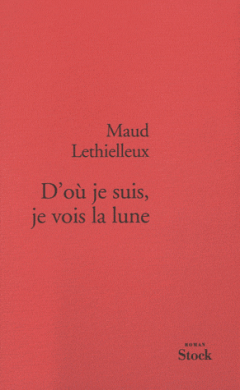 Maud
Lethielleux
D'où je suis,
je vois la lune
ROMAN
Stock